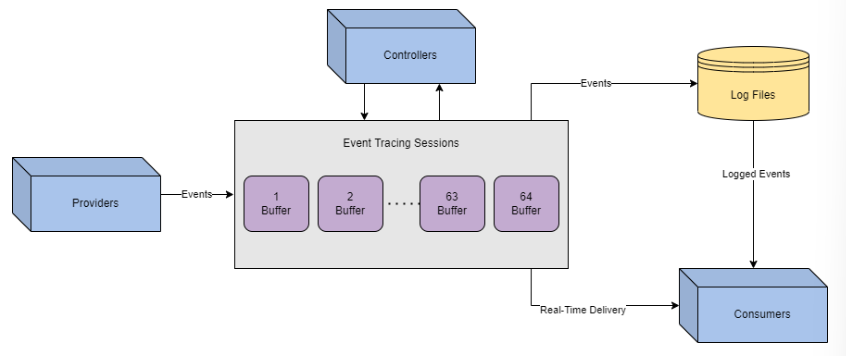 Controllers
Events
Log Files
Event Tracing Sessions
Logged Events
Providers
Events
1
Buffer
2
Buffer
.....
63
Buffer
64
Buffer
Real-Time Delivery
Consumers